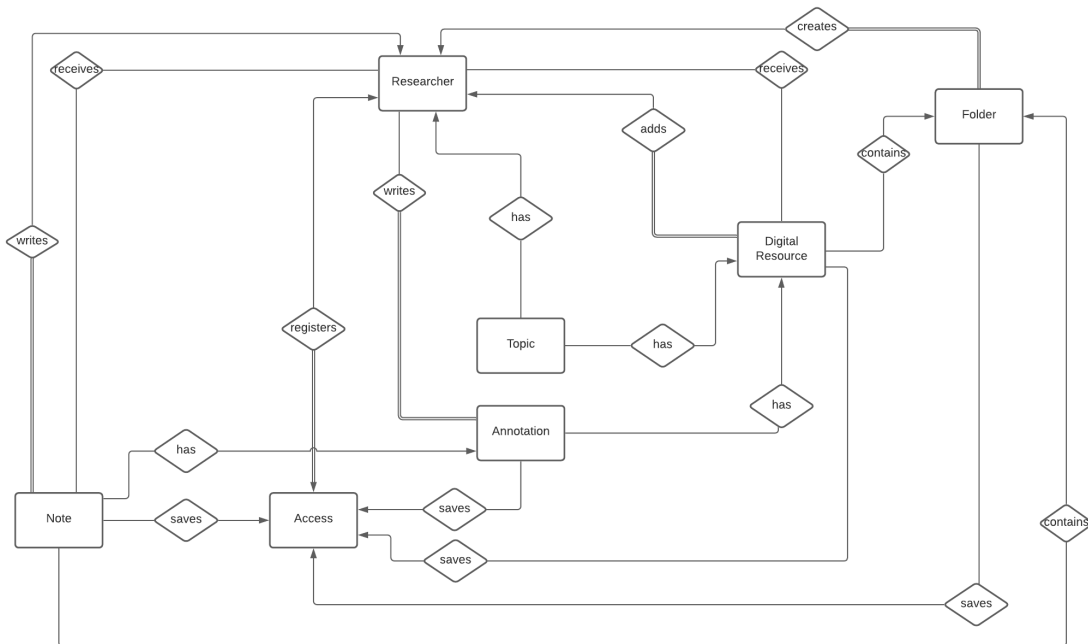 creates
receives
receives
Researcher
Folder
adds
contains
writes
has
writes
Digital
Resource
registers
Topic
has
has
Annotation
has
Note
saves
Access
saves
contains
saves
saves